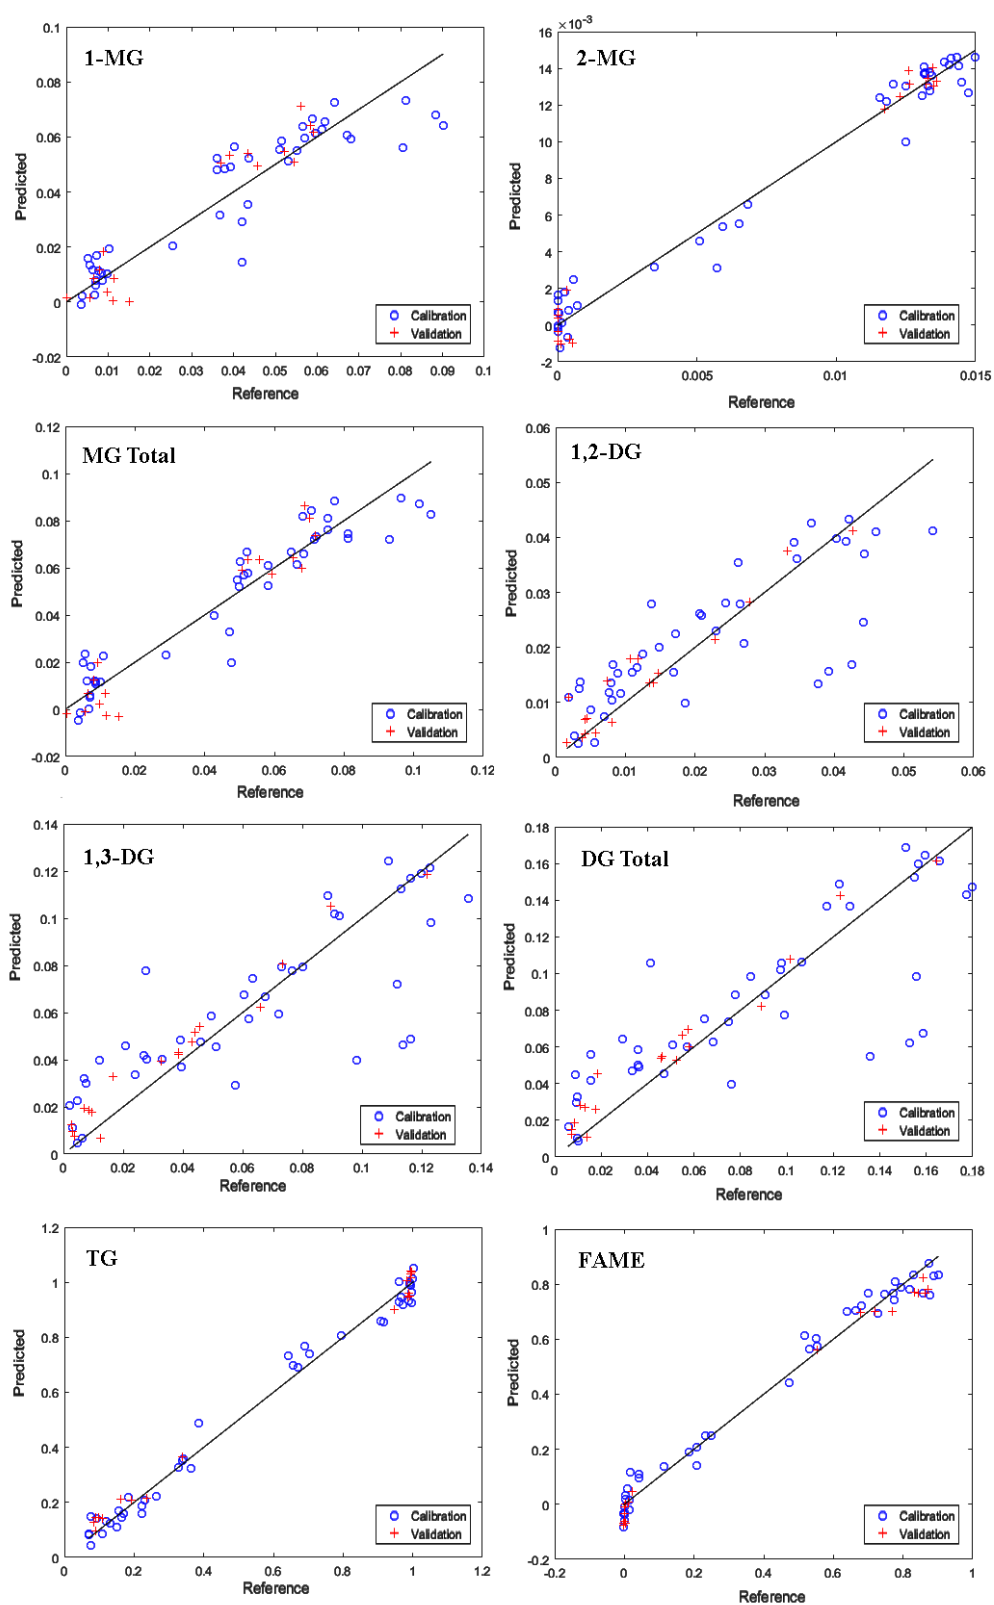 1-MG
0.1
0.08
0.06
0.04
0.02
0
-0.02
Predicted
0 0.01 0.02 0.03 0.04 0.05 0.06 0.07 0.08 0.09 0.1
Reference
Calibration
Validation
×10⁻³
2-MG
16
14
12
10
8
6
4
2
0
-2
Predicted
0 0.005 0.01 0.015
Reference
Calibration
Validation
MG Total
0.12
0.1
0.08
0.06
0.04
0.02
0
-0.02
Predicted
0 0.02 0.04 0.06 0.08 0.1 0.12
Reference
Calibration
Validation
1,2-DG
0.06
0.05
0.04
0.03
0.02
0.01
0
Predicted
0 0.01 0.02 0.03 0.04 0.05 0.06
Reference
Calibration
Validation
1,3-DG
0.14
0.12
0.1
0.08
0.06
0.04
0.02
0
Predicted
0 0.02 0.04 0.06 0.08 0.1 0.12 0.14
Reference
Calibration
Validation
DG Total
0.18
0.16
0.14
0.12
0.1
0.08
0.06
0.04
0.02
0
Predicted
0 0.02 0.04 0.06 0.08 0.1 0.12 0.14 0.16 0.18
Reference
Calibration
Validation
TG
1.2
1
0.8
0.6
0.4
0.2
0
Predicted
0 0.2 0.4 0.6 0.8 1 1.2
Reference
Calibration
Validation
FAME
1
0.8
0.6
0.4
0.2
0
-0.2
Predicted
-0.2 0 0.2 0.4 0.6 0.8 1
Reference
Calibration
Validation